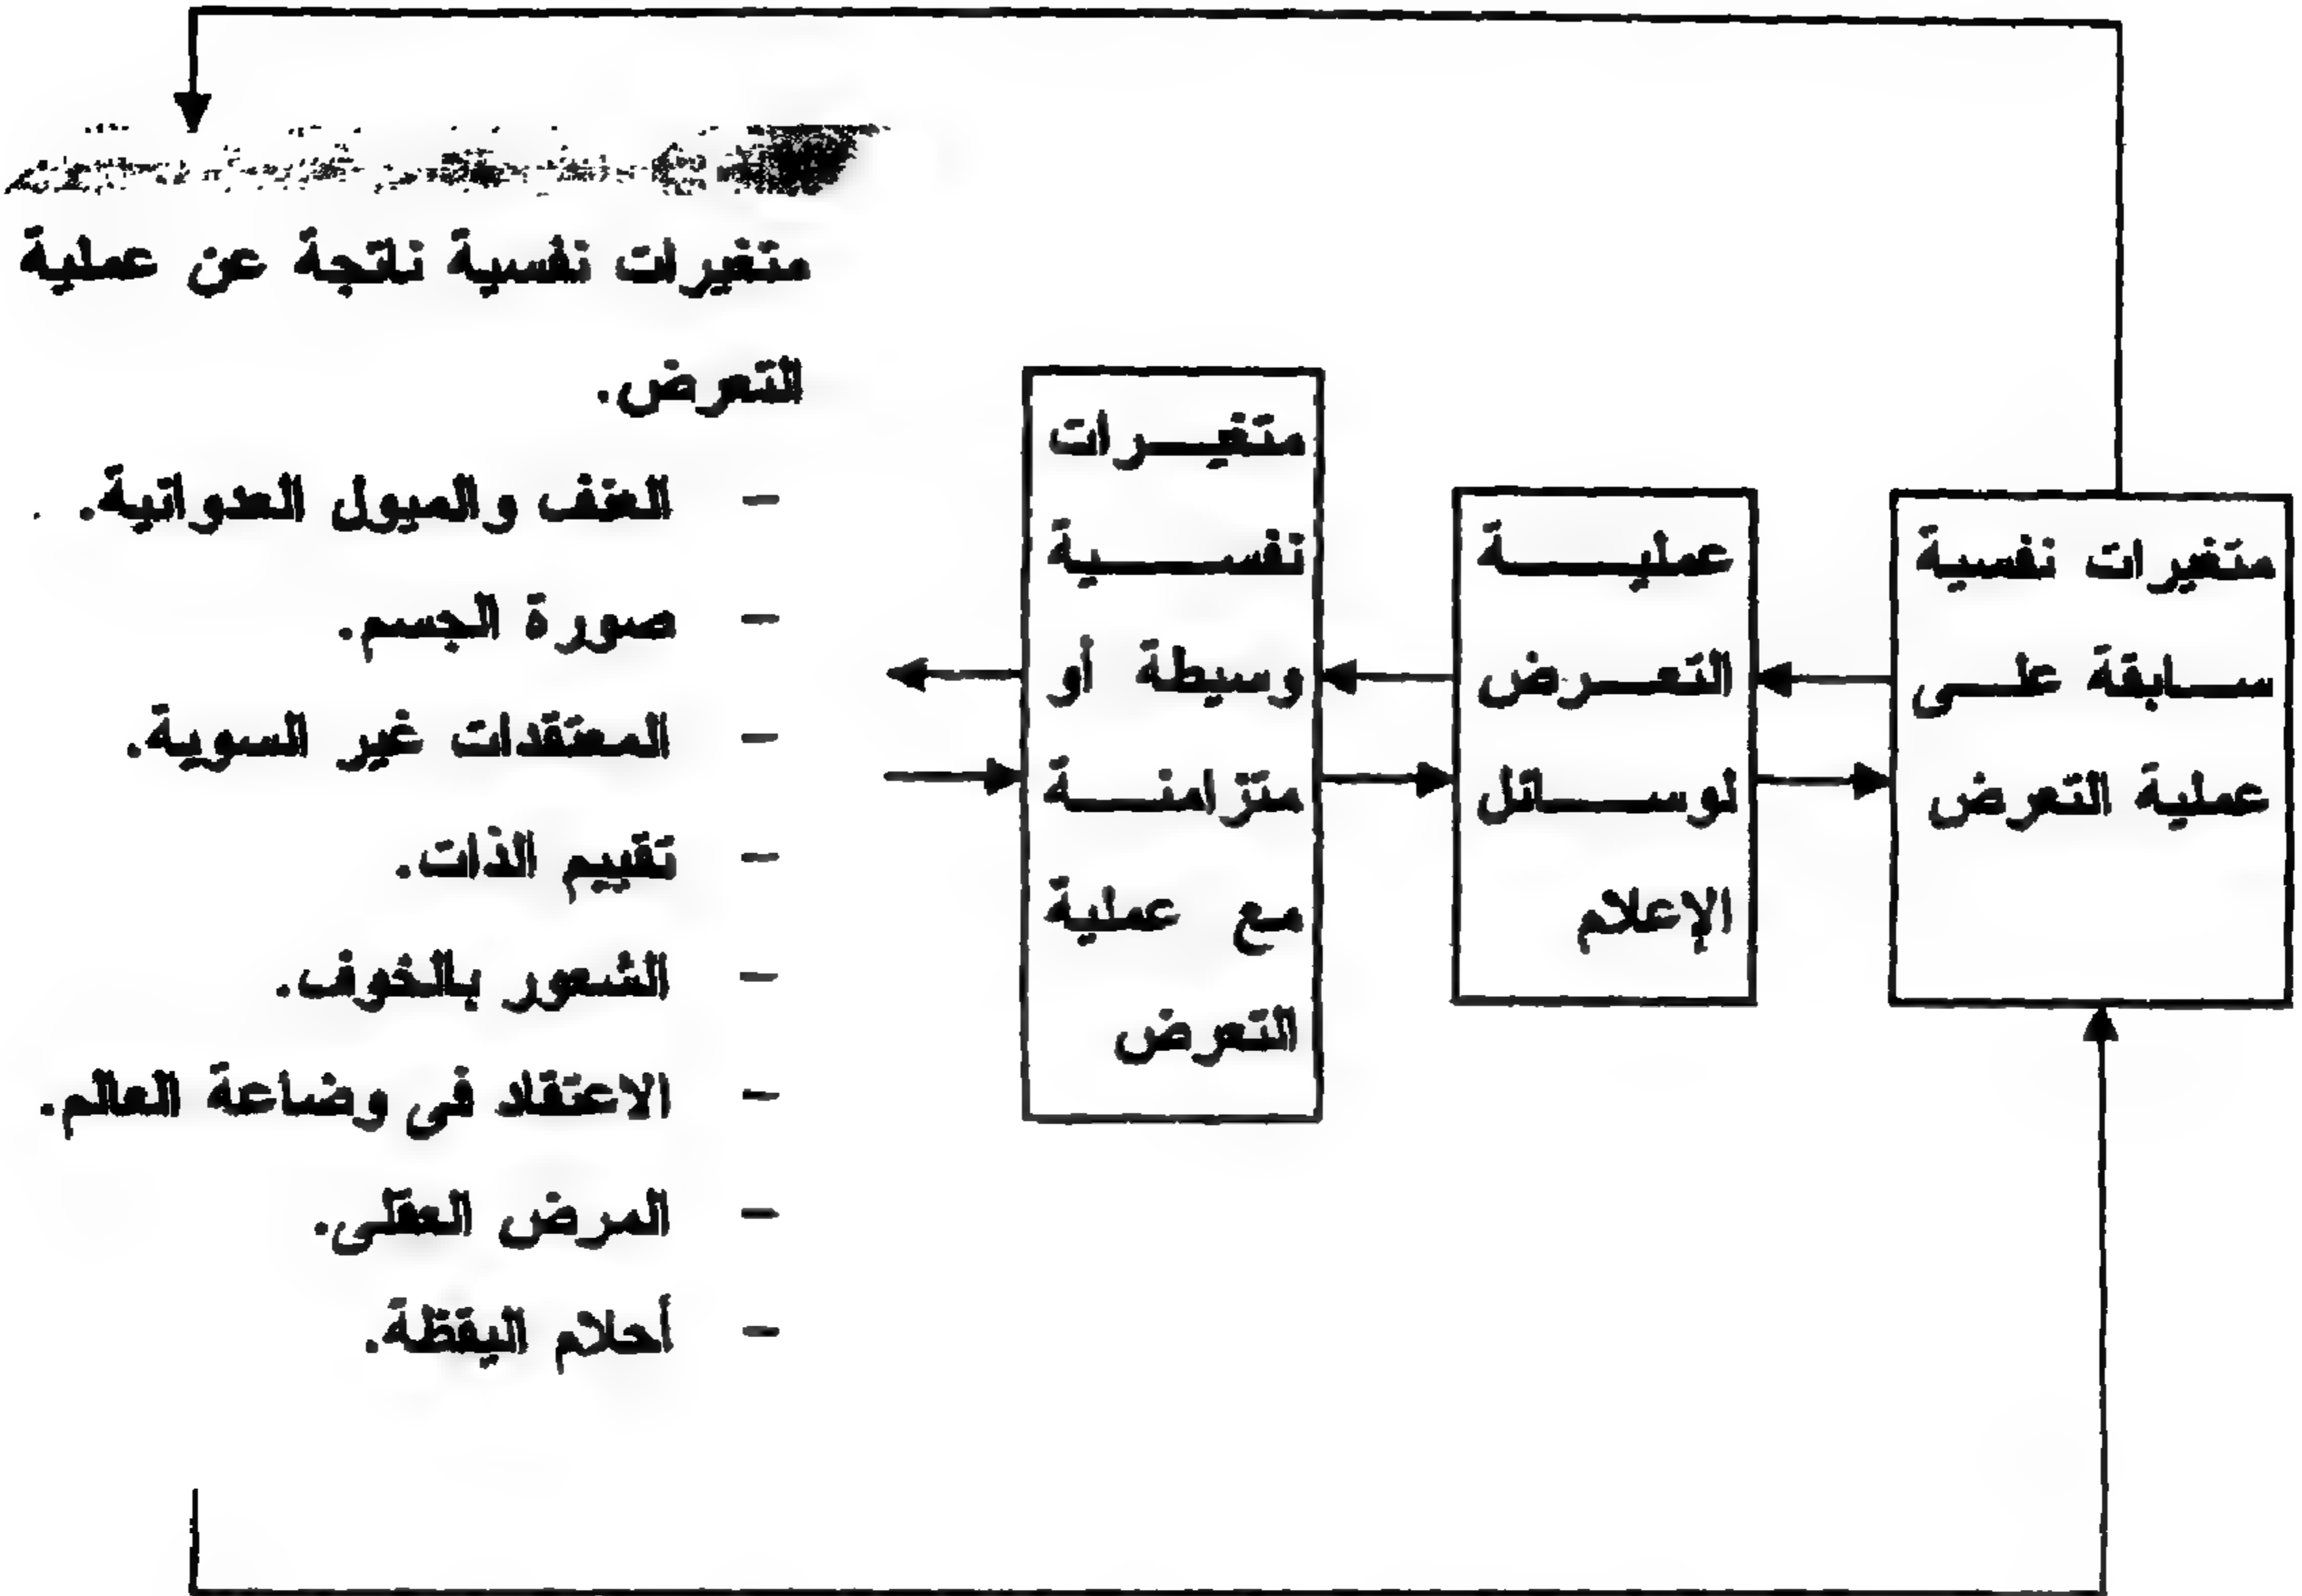 متغيرات نفسية
سابقة على
عملية التعرض
عملية
التعرض
لوسائل
الإعلام
متغيرات
نفسية
وسيطة أو
متزامنة
مع عملية
التعرض
متغيرات نفسية ناتجة عن عملية
التعرض.
- العنف والميول العدوانية.
- صورة الجسم.
- المعتقدات غير السوية.
- تقييم الذات.
- الشعور بالخوف.
- الاعتقاد فى وضاعة العالم.
- المرض العقلى.
- أحلام اليقظة.